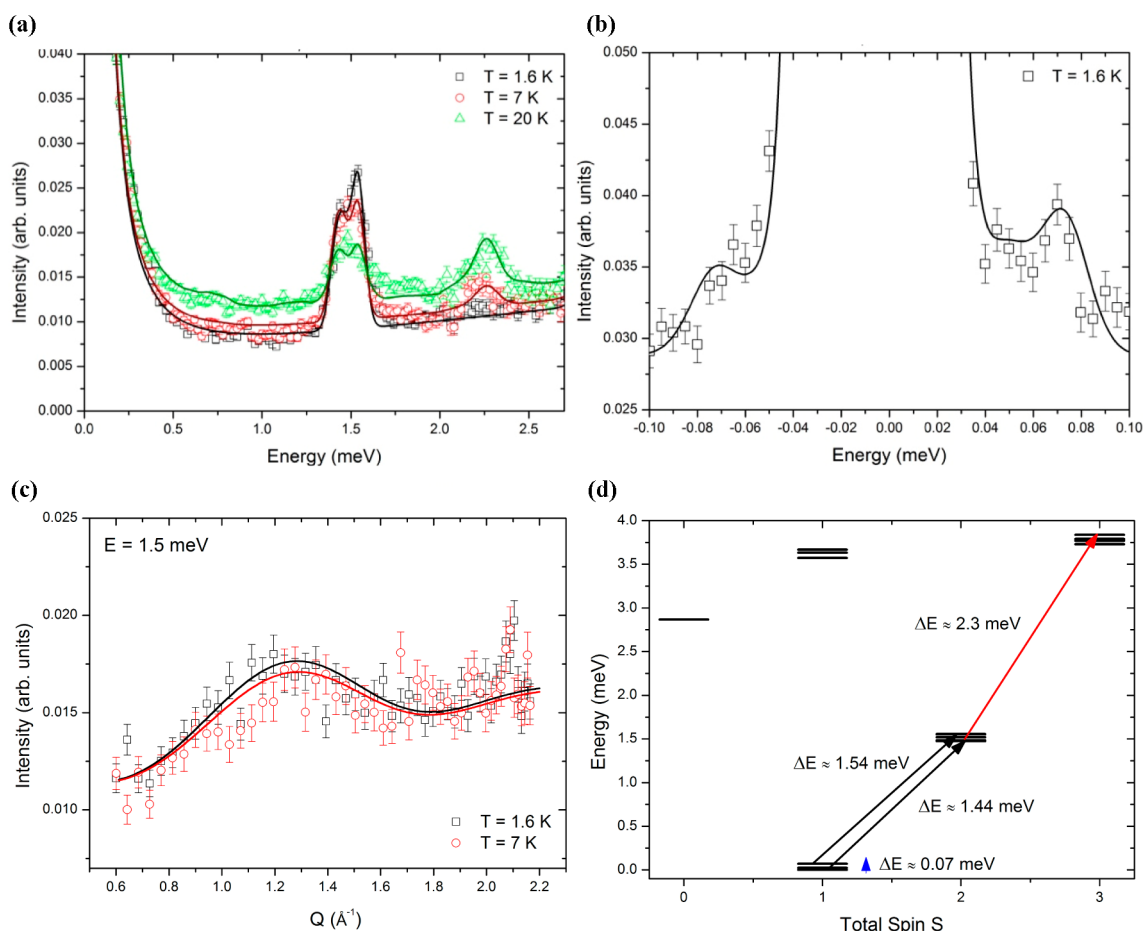 (a)
0.040
0.035
0.030
0.025
0.020
0.015
0.010
0.005
0.000
Intensity (arb. units)
T = 1.6 K
T = 7 K
T = 20 K
0.0 0.5 1.0 1.5 2.0 2.5
Energy (meV)
(b)
0.050
0.045
0.040
0.035
0.030
0.025
Intensity (arb. units)
T = 1.6 K
-0.10 -0.08 -0.06 -0.04 -0.02 0.00 0.02 0.04 0.06 0.08 0.10
Energy (meV)
(c)
0.025
0.020
0.015
0.010
Intensity (arb. units)
E = 1.5 meV
T = 1.6 K
T = 7 K
0.6 0.8 1.0 1.2 1.4 1.6 1.8 2.0 2.2
Q (Å⁻¹)
(d)
4.0
3.5
3.0
2.5
2.0
1.5
1.0
0.5
0.0
Energy (meV)
ΔE ≈ 2.3 meV
ΔE ≈ 1.54 meV
ΔE ≈ 1.44 meV
ΔE ≈ 0.07 meV
0 1 2 3
Total Spin S